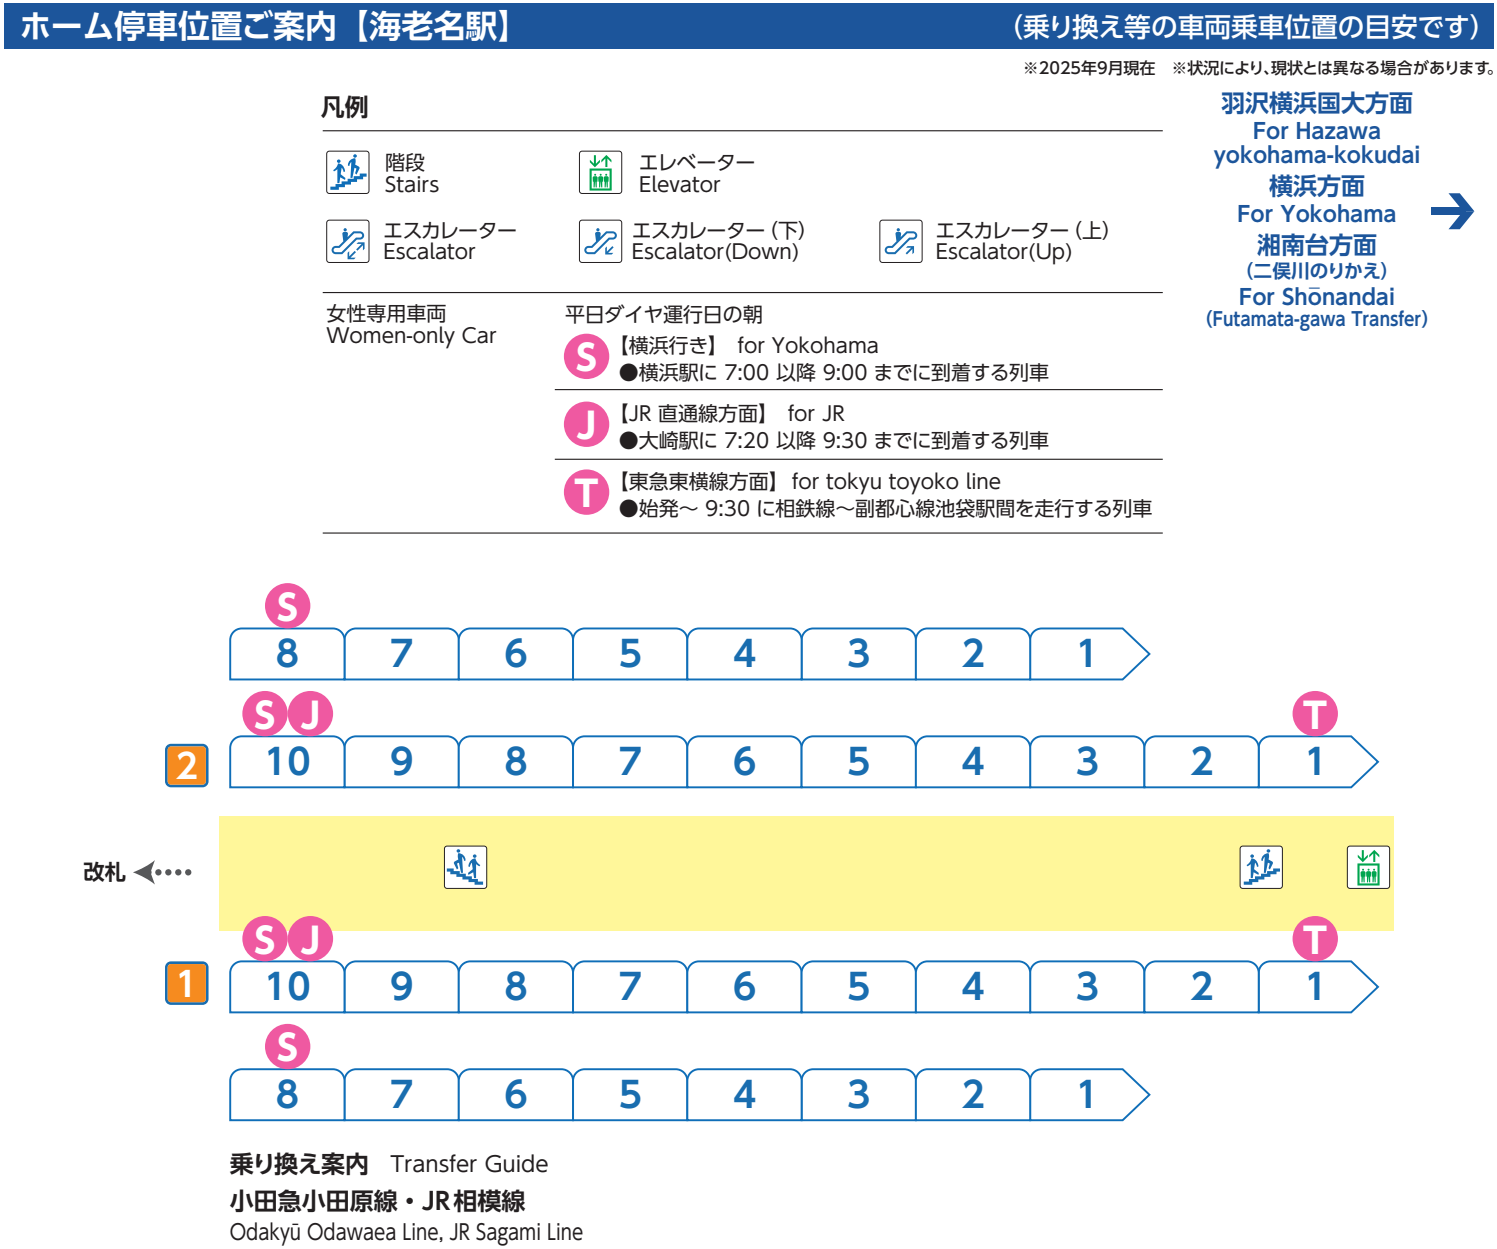 ホーム停車位置ご案内【海老名駅】
(乗り換え等の車両乗車位置の目安です)
※2025年9月現在　※状況により、現状とは異なる場合があります。
羽沢横浜国大方面
For Hazawa
yokohama-kokudai
横浜方面
For Yokohama
湘南台方面
(二俣川のりかえ)
For Shōnandai
(Futamata-gawa Transfer)
凡例
階段
Stairs
エレベーター
Elevator
エスカレーター
Escalator
エスカレーター (下)
Escalator(Down)
エスカレーター (上)
Escalator(Up)
女性専用車両
Women-only Car
平日ダイヤ運行日の朝
S
【横浜行き】 for Yokohama
●横浜駅に 7:00 以降 9:00 までに到着する列車
J
【JR 直通線方面】 for JR
●大崎駅に 7:20 以降 9:30 までに到着する列車
T
【東急東横線方面】 for tokyu toyoko line
●始発〜 9:30 に相鉄線〜副都心線池袋駅間を走行する列車
S
8 7 6 5 4 3 2 1
S J T
2 10 9 8 7 6 5 4 3 2 1
改札
S J T
1 10 9 8 7 6 5 4 3 2 1
S
8 7 6 5 4 3 2 1
乗り換え案内 Transfer Guide
小田急小田原線・JR相模線
Odakyū Odawaea Line, JR Sagami Line